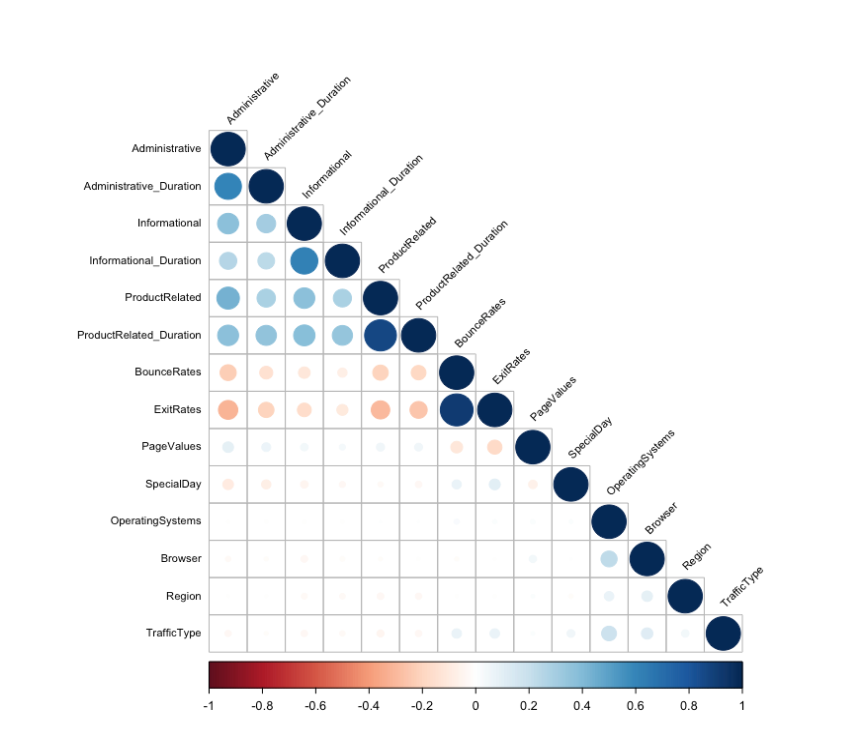 Administrative
Administrative_Duration
Informational
Informational_Duration
ProductRelated
ProductRelated_Duration
BounceRates
ExitRates
PageValues
SpecialDay
OperatingSystems
Browser
Region
TrafficType
Administrative
Administrative_Duration
Informational
Informational_Duration
ProductRelated
ProductRelated_Duration
BounceRates
ExitRates
PageValues
SpecialDay
OperatingSystems
Browser
Region
TrafficType
-1 -0.8 -0.6 -0.4 -0.2 0 0.2 0.4 0.6 0.8 1